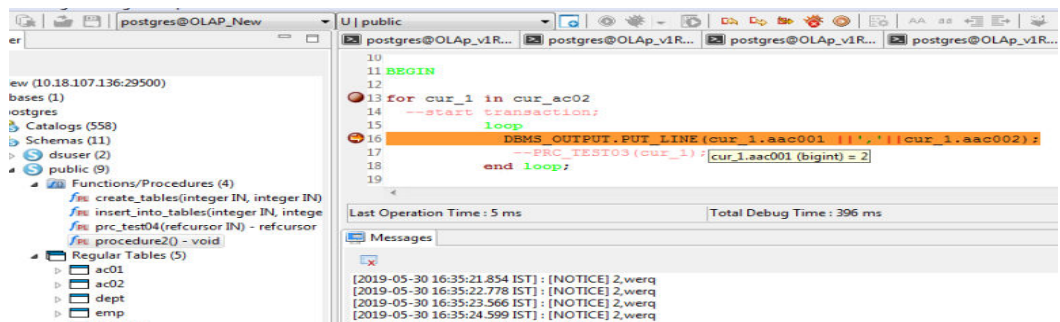 postgres@OLAP_New
U | public
er
postgres@OLAp_v1R...
postgres@OLAp_v1R...
postgres@OLAp_v1R...
postgres@OLAp_v1R...
ew (10.18.107.136:29500)
bases (1)
postgres
Catalogs (558)
Schemas (11)
dsuser (2)
public (9)
Functions/Procedures (4)
create_tables(integer IN, integer IN)
insert_into_tables(integer IN, intege
prc_test04(refcursor IN) - refcursor
procedure2() - void
Regular Tables (5)
ac01
ac02
dept
emp
10
11 BEGIN
12
13 for cur_1 in cur_ac02
14 --start transaction;
15 loop
16 DBMS_OUTPUT.PUT_LINE(cur_1.aac001 ||','||cur_1.aac002);
17 --PRC_TEST03(cur_1);
cur_1.aac001 (bigint) = 2
18 end loop;
19
Last Operation Time : 5 ms
Total Debug Time : 396 ms
Messages
[2019-05-30 16:35:21.854 IST] : [NOTICE] 2,werq
[2019-05-30 16:35:22.778 IST] : [NOTICE] 2,werq
[2019-05-30 16:35:23.566 IST] : [NOTICE] 2,werq
[2019-05-30 16:35:24.599 IST] : [NOTICE] 2,werq